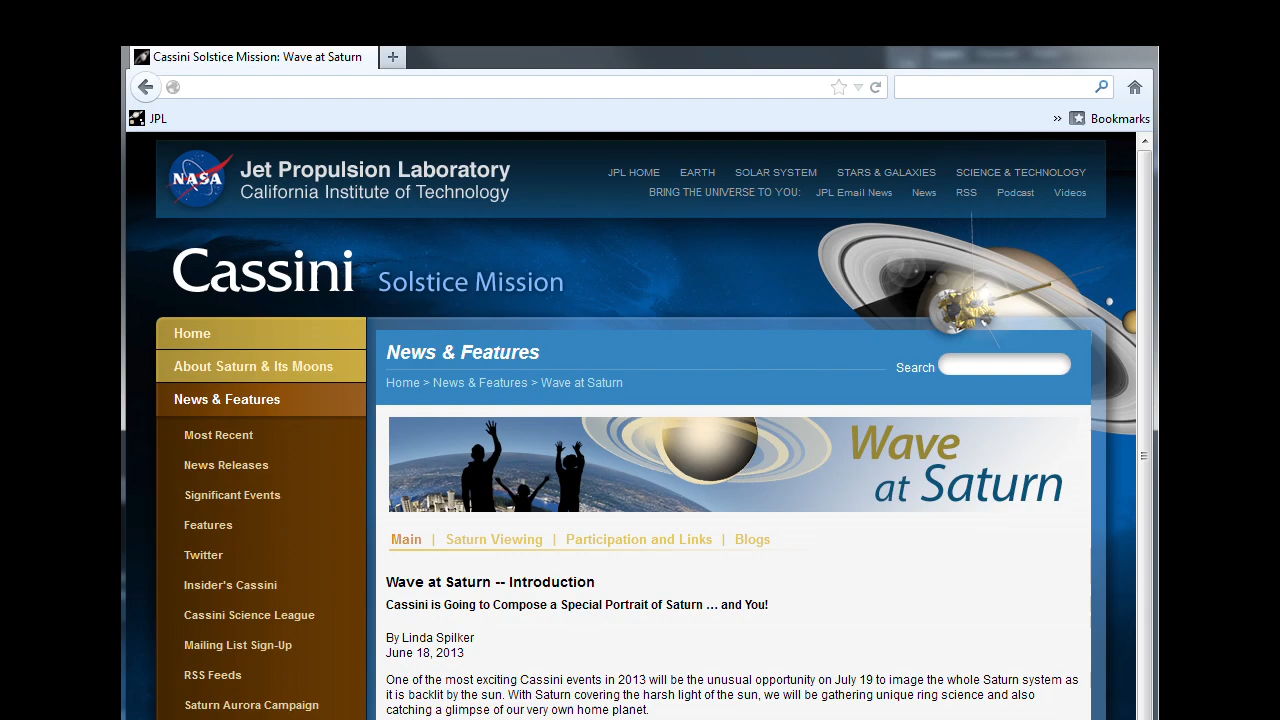 Cassini Solstice Mission: Wave at Saturn
JPL
Bookmarks
NASA
Jet Propulsion Laboratory
California Institute of Technology
JPL HOME EARTH SOLAR SYSTEM STARS & GALAXIES SCIENCE & TECHNOLOGY
BRING THE UNIVERSE TO YOU: JPL Email News News RSS Podcast Videos
Cassini Solstice Mission
Home
About Saturn & Its Moons
News & Features
Most Recent
News Releases
Significant Events
Features
Twitter
Insider's Cassini
Cassini Science League
Mailing List Sign-Up
RSS Feeds
Saturn Aurora Campaign
News & Features
Search
Home > News & Features > Wave at Saturn
Wave
at Saturn
Main | Saturn Viewing | Participation and Links | Blogs
Wave at Saturn -- Introduction
Cassini is Going to Compose a Special Portrait of Saturn … and You!
By Linda Spilker
June 18, 2013
One of the most exciting Cassini events in 2013 will be the unusual opportunity on July 19 to image the whole Saturn system as
it is backlit by the sun. With Saturn covering the harsh light of the sun, we will be gathering unique ring science and also
catching a glimpse of our very own home planet.